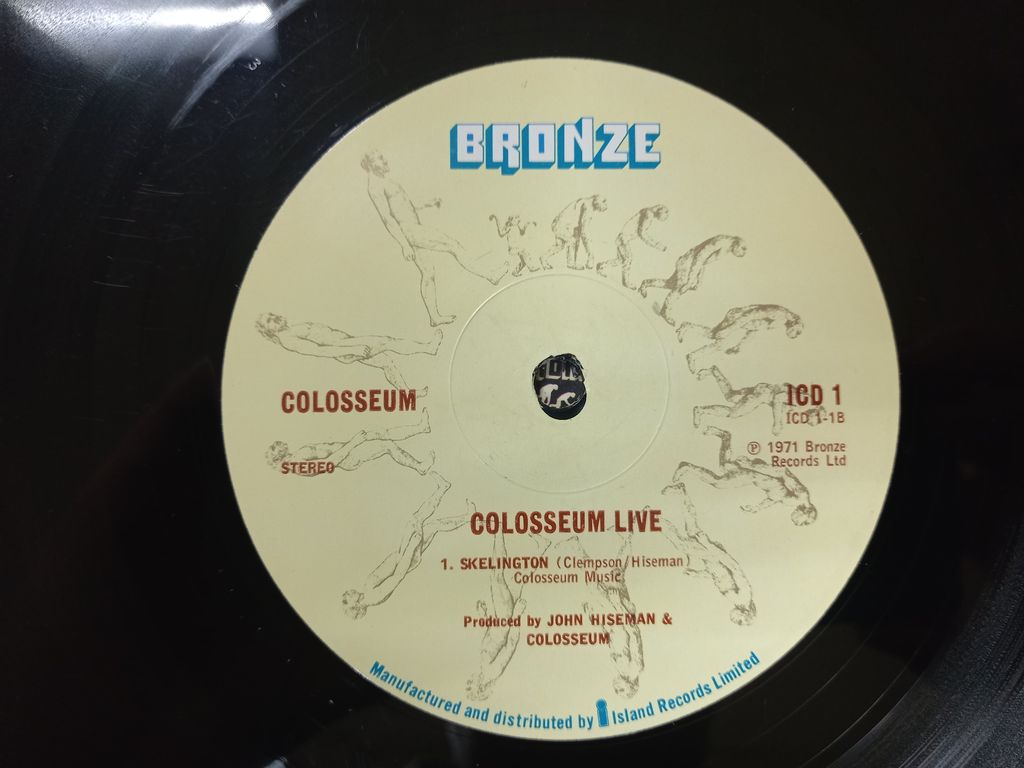 BRONZE
COLOSSEUM
STEREO
ICD 1
ICD 1-1B
Ⓟ 1971 Bronze
Records Ltd
COLOSSEUM LIVE
1. SKELINGTON (Clempson/Hiseman)
Colosseum Music
Produced by JOHN HISEMAN &
COLOSSEUM
Manufactured and distributed by i Island Records Limited